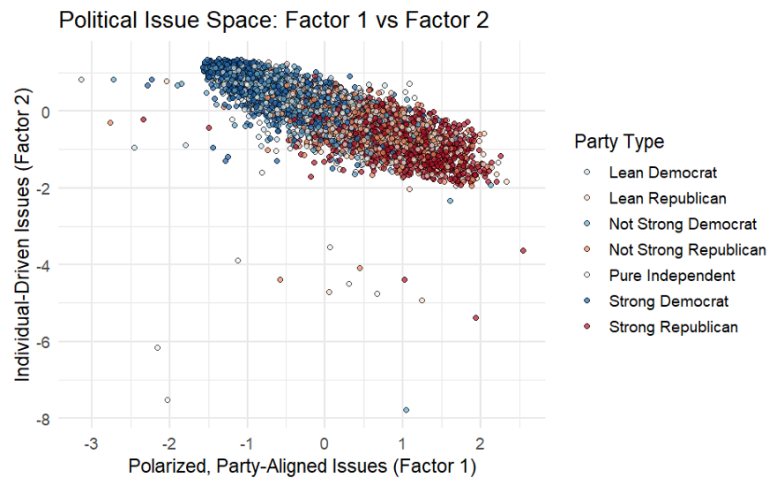 Political Issue Space: Factor 1 vs Factor 2
Individual-Driven Issues (Factor 2)
0
-2
-4
-6
-8
-3
-2
-1
0
1
2
Polarized, Party-Aligned Issues (Factor 1)
Party Type
Lean Democrat
Lean Republican
Not Strong Democrat
Not Strong Republican
Pure Independent
Strong Democrat
Strong Republican